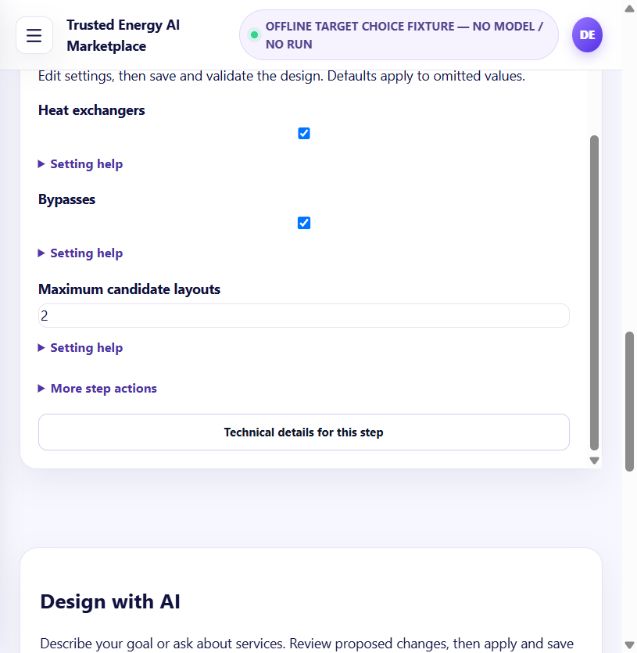 Trusted Energy AI
Marketplace
OFFLINE TARGET CHOICE FIXTURE — NO MODEL /
NO RUN
DE
Edit settings, then save and validate the design. Defaults apply to omitted values.
Heat exchangers
Setting help
Bypasses
Setting help
Maximum candidate layouts
2
Setting help
More step actions
Technical details for this step
Design with AI
Describe your goal or ask about services. Review proposed changes, then apply and save